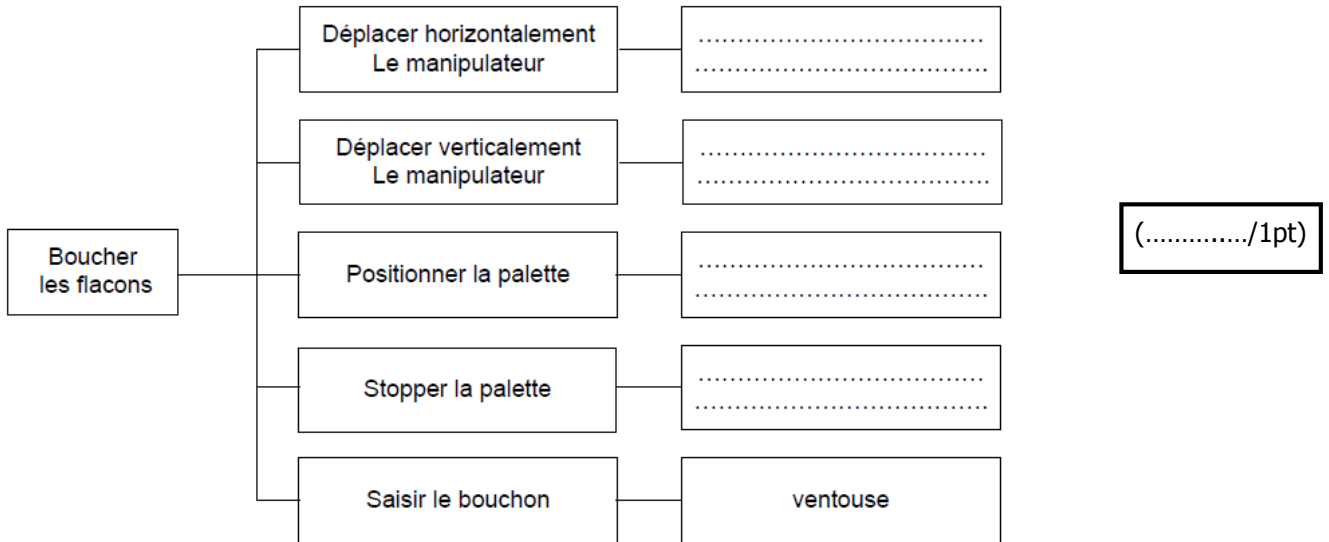 Déplacer horizontalement
Le manipulateur
……………………………….
……………………………….
Déplacer verticalement
Le manipulateur
……………………………….
……………………………….
Boucher
les flacons
Positionner la palette
……………………………….
……………………………….
(…………..…/1pt)
Stopper la palette
……………………………….
……………………………….
Saisir le bouchon
ventouse